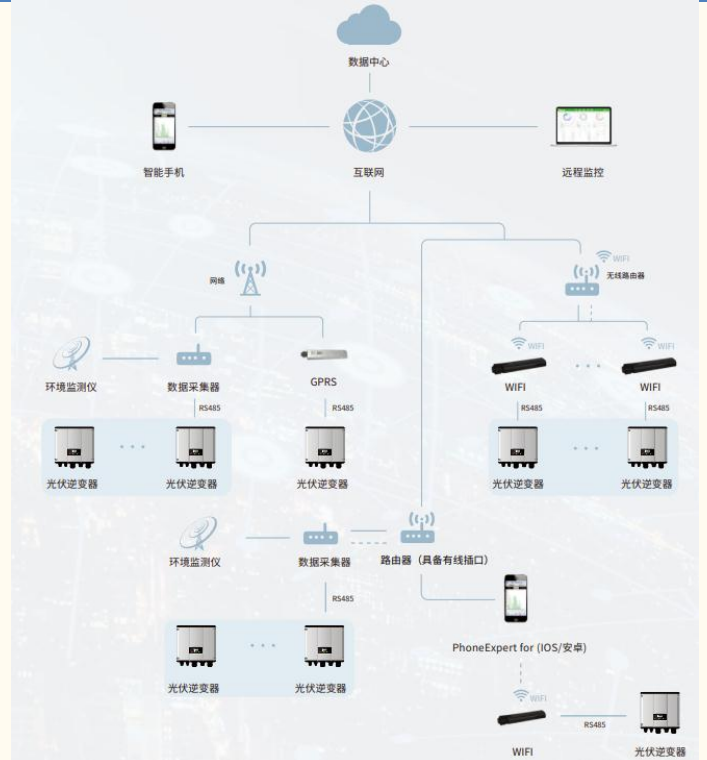 数据中心
智能手机
互联网
远程监控
WIFI
无线路由器
网络
WIFI
WIFI
环境监测仪
数据采集器
GPRS
WIFI
WIFI
RS485
RS485
RS485
RS485
光伏逆变器
光伏逆变器
光伏逆变器
光伏逆变器
光伏逆变器
环境监测仪
数据采集器
路由器（具备有线插口）
RS485
PhoneExpert for (IOS/安卓)
光伏逆变器
光伏逆变器
WIFI
RS485
WIFI
光伏逆变器